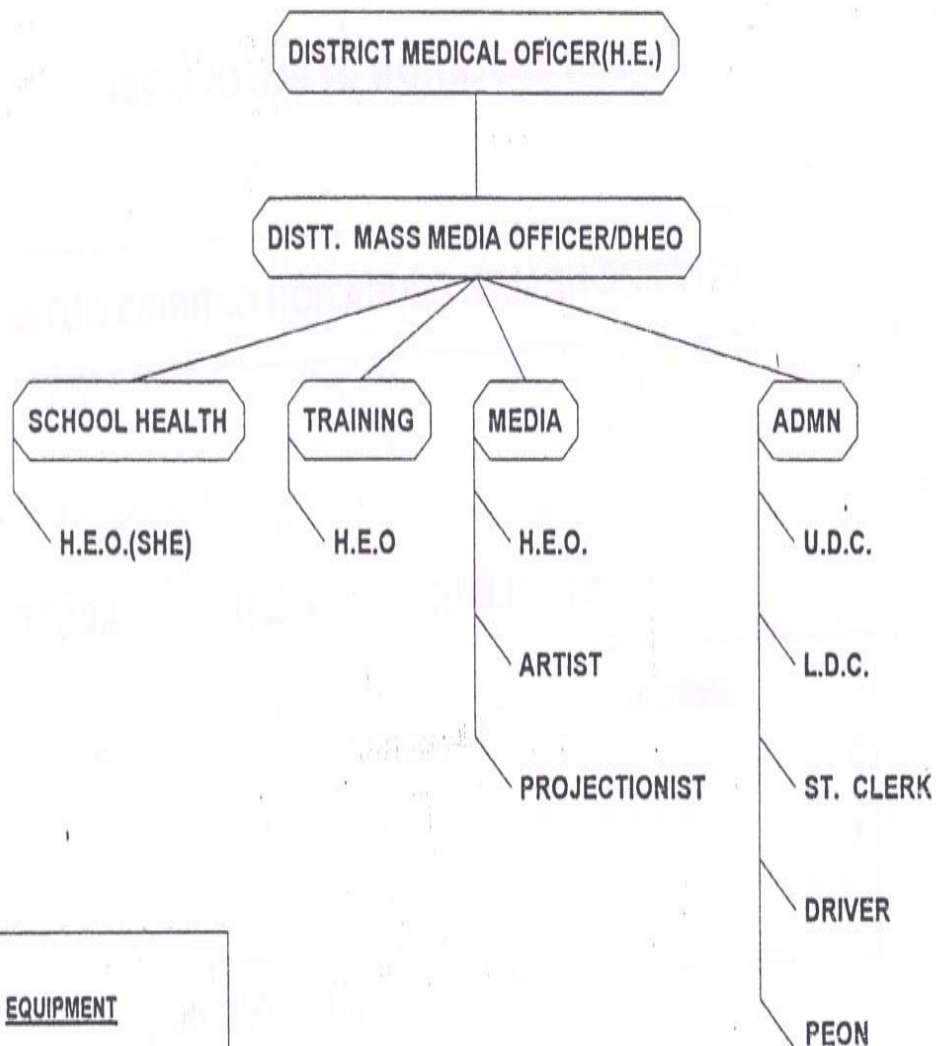 DISTRICT MEDICAL OFICER(H.E.)
DISTT. MASS MEDIA OFFICER/DHEO
SCHOOL HEALTH
TRAINING
MEDIA
ADMN
H.E.O.(SHE)
H.E.O
H.E.O.
U.D.C.
ARTIST
L.D.C.
PROJECTIONIST
ST. CLERK
DRIVER
EQUIPMENT
PEON